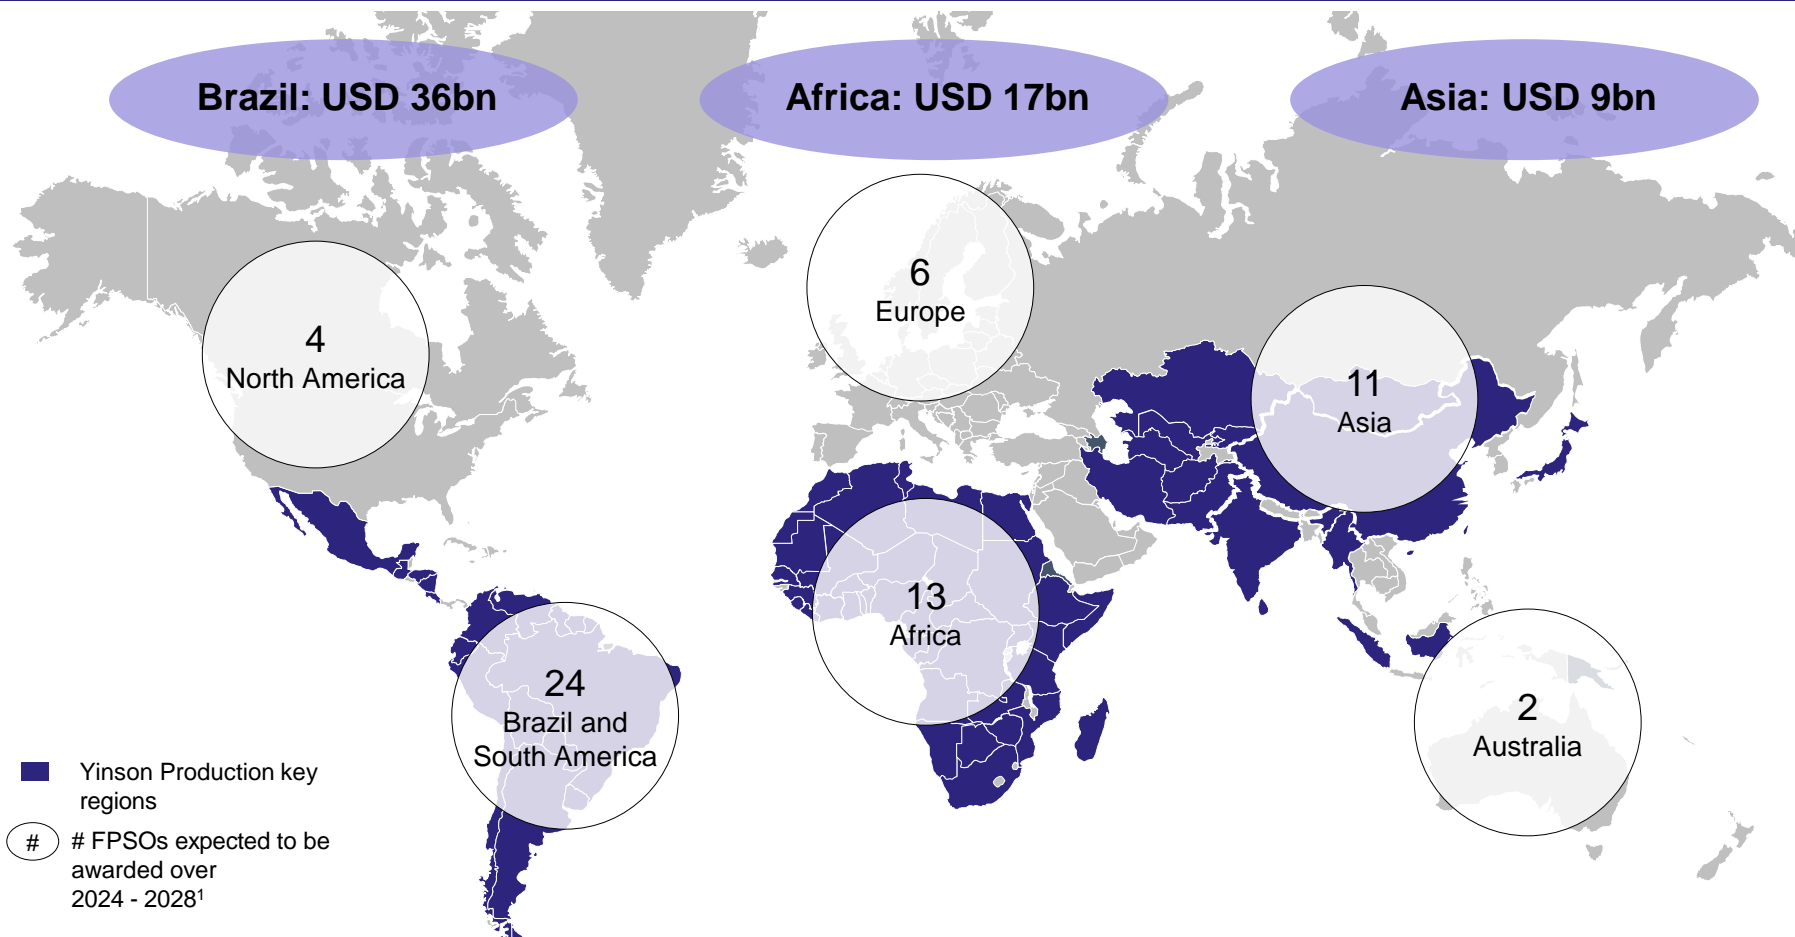 Brazil: USD 36bn
Africa: USD 17bn
Asia: USD 9bn
6
Europe
4
North America
11
Asia
13
Africa
24
Brazil and
South America
2
Australia
Yinson Production key
regions
#
# FPSOs expected to be
awarded over
2024 - 2028¹